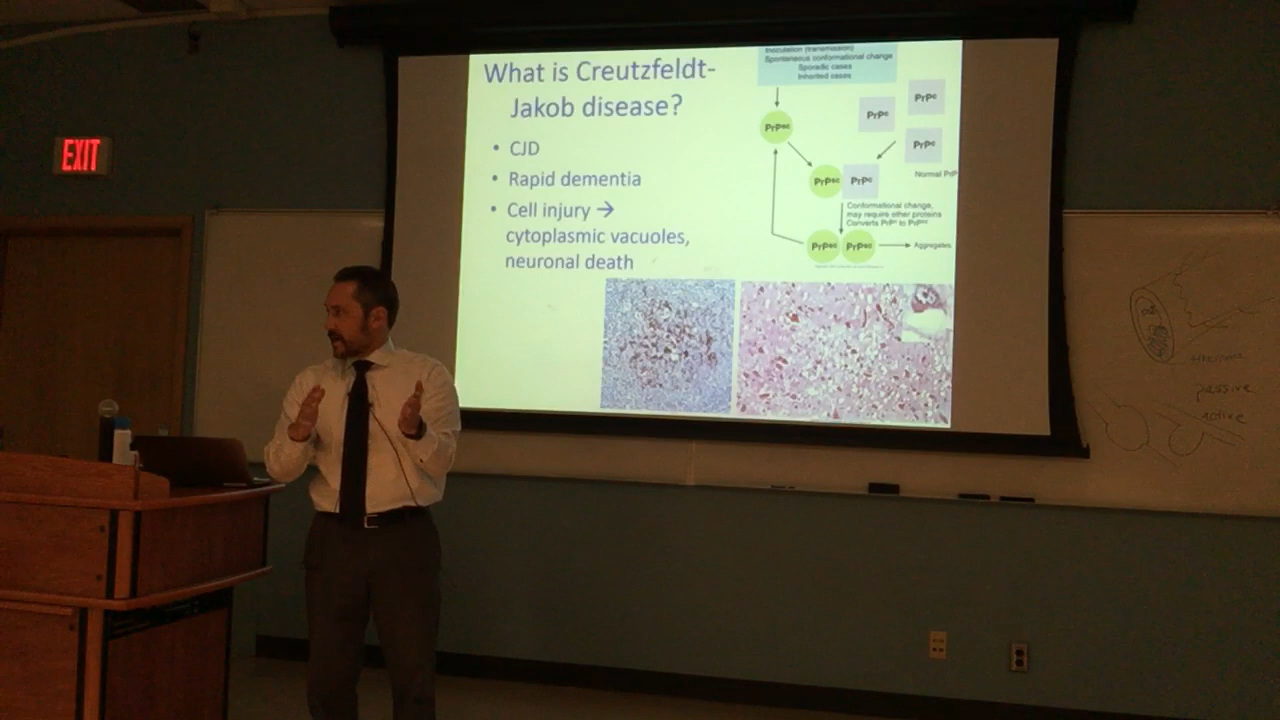 EXIT
What is Creutzfeldt-
Jakob disease?
• CJD
• Rapid dementia
• Cell injury →
cytoplasmic vacuoles,
neuronal death
Inoculation (transmission)
Spontaneous conformational change
Sporadic cases
Inherited cases
PrPsc
PrPc
PrPc
PrPc
Normal PrP
PrPsc
PrPc
Conformational change,
may require other proteins
Converts PrPc to PrPsc
PrPsc
PrPsc
Aggregates
passive
active